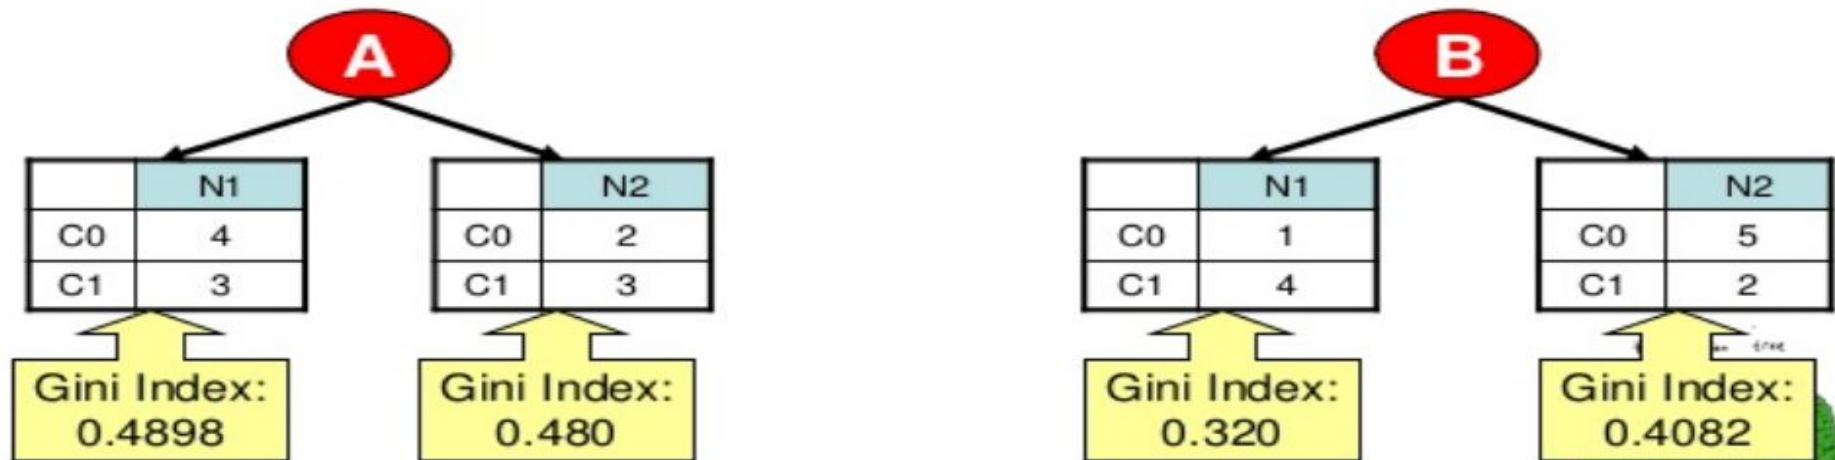 A
B
N1
C0 4
C1 3
N2
C0 2
C1 3
N1
C0 1
C1 4
N2
C0 5
C1 2
Gini Index:
0.4898
Gini Index:
0.480
Gini Index:
0.320
tree
Gini Index:
0.4082